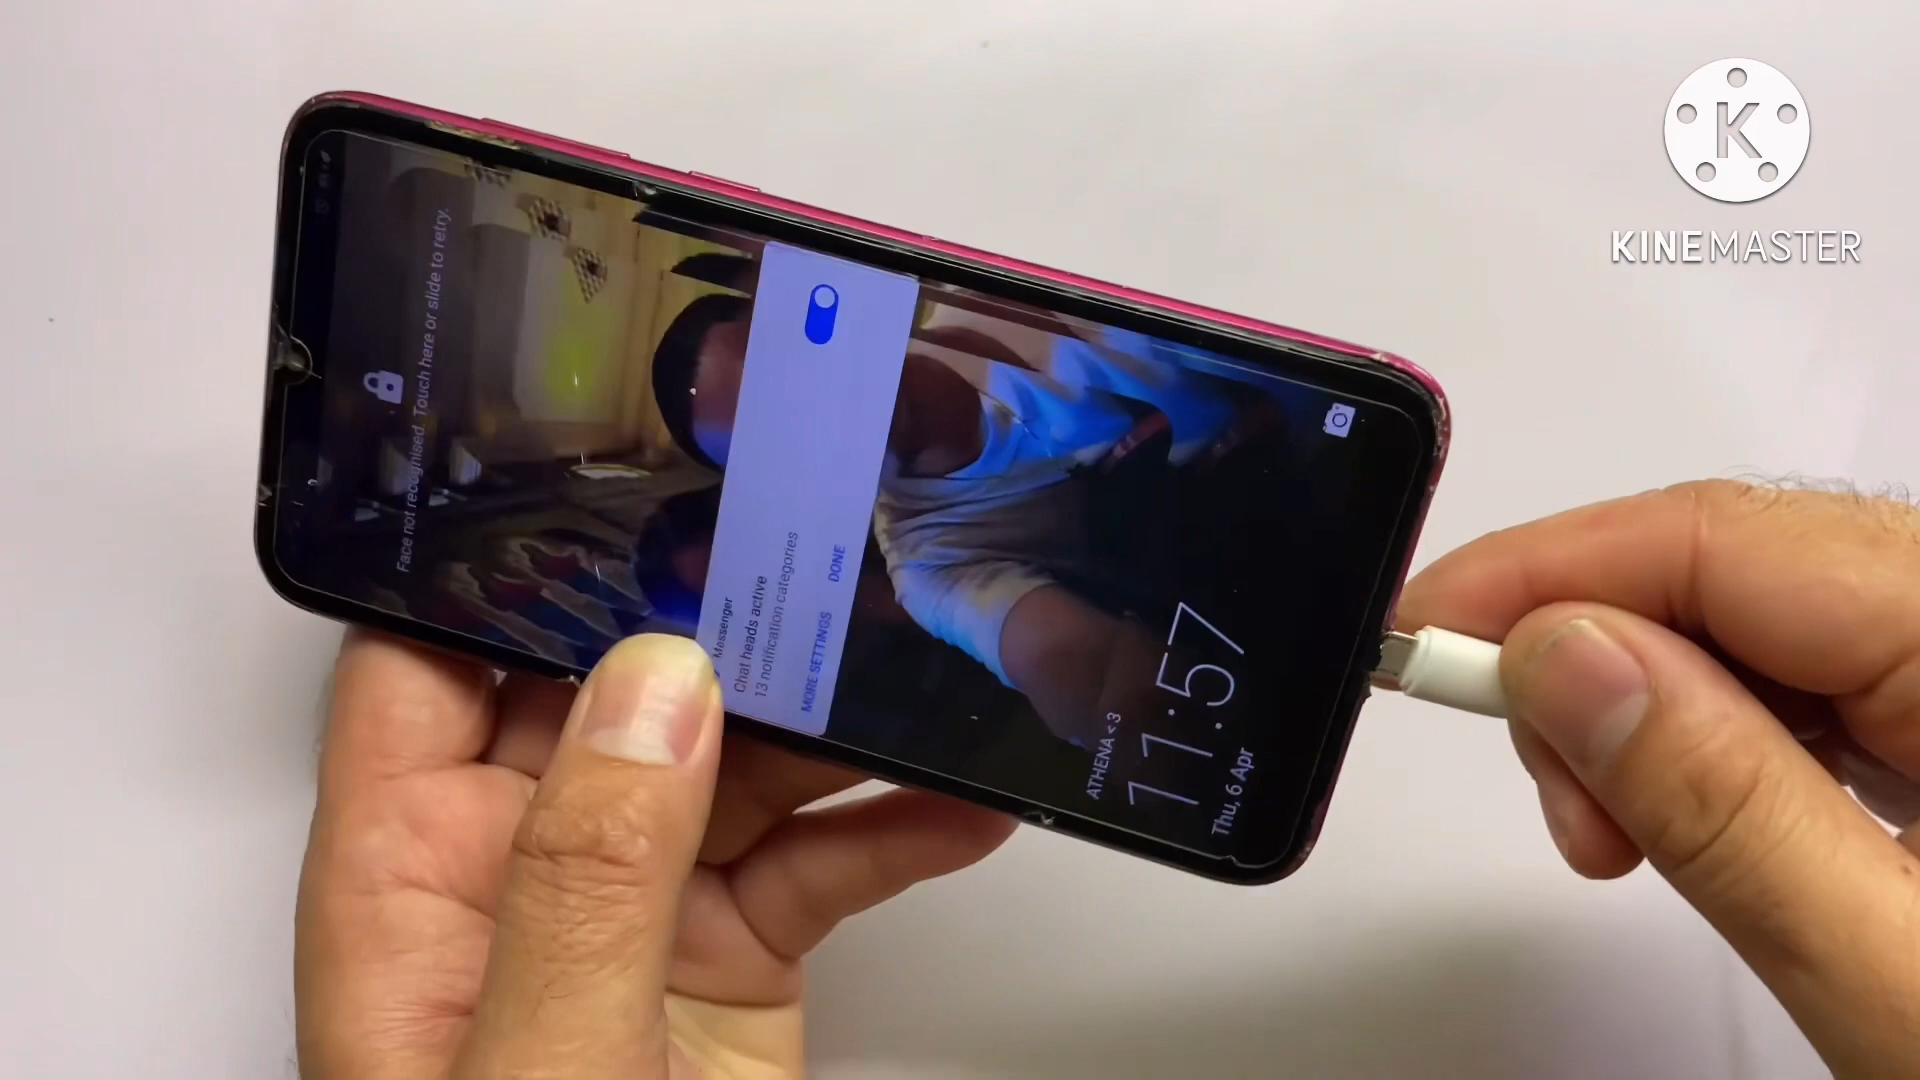 KINEMASTER
Face not recognised. Touch here or slide to retry.
Messenger
Chat heads active
13 notification categories
MORE SETTINGS DONE
ATHENA <3
11:57
Thu, 6 Apr